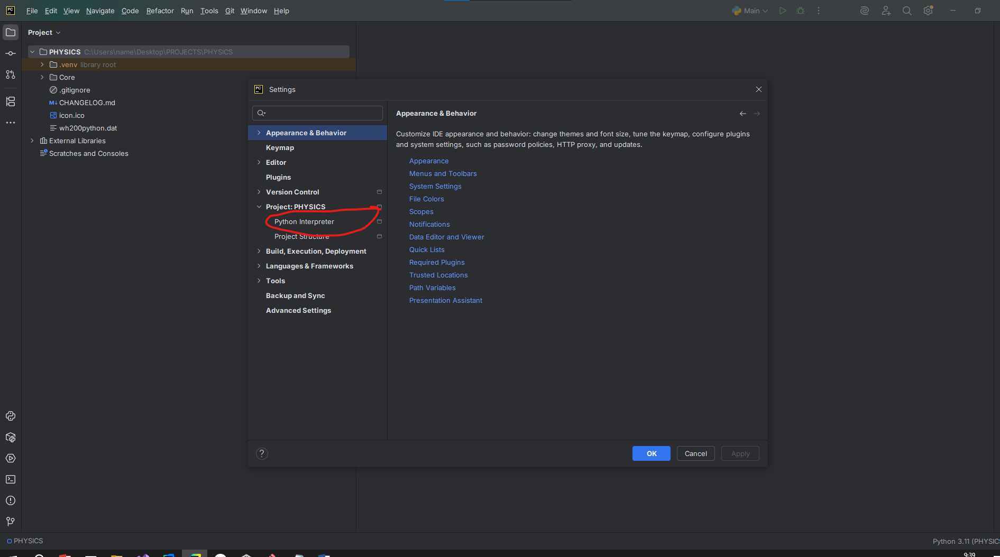 PC File Edit View Navigate Code Refactor Run Tools Git Window Help Main
Project
PHYSICS C:\Users\name\Desktop\PROJECTS\PHYSICS
.venv library root
Core
.gitignore
M↓ CHANGELOG.md
icon.ico
wh200python.dat
External Libraries
Scratches and Consoles
PC Settings
Appearance & Behavior
Keymap
Editor
Plugins
Version Control
Project: PHYSICS
Python Interpreter
Project Structure
Build, Execution, Deployment
Languages & Frameworks
Tools
Backup and Sync
Advanced Settings
Appearance & Behavior
Customize IDE appearance and behavior: change themes and font size, tune the keymap, configure plugins
and system settings, such as password policies, HTTP proxy, and updates.
Appearance
Menus and Toolbars
System Settings
File Colors
Scopes
Notifications
Data Editor and Viewer
Quick Lists
Required Plugins
Trusted Locations
Path Variables
Presentation Assistant
? OK Cancel Apply
PHYSICS Python 3.11 (PHYSICS
9:39